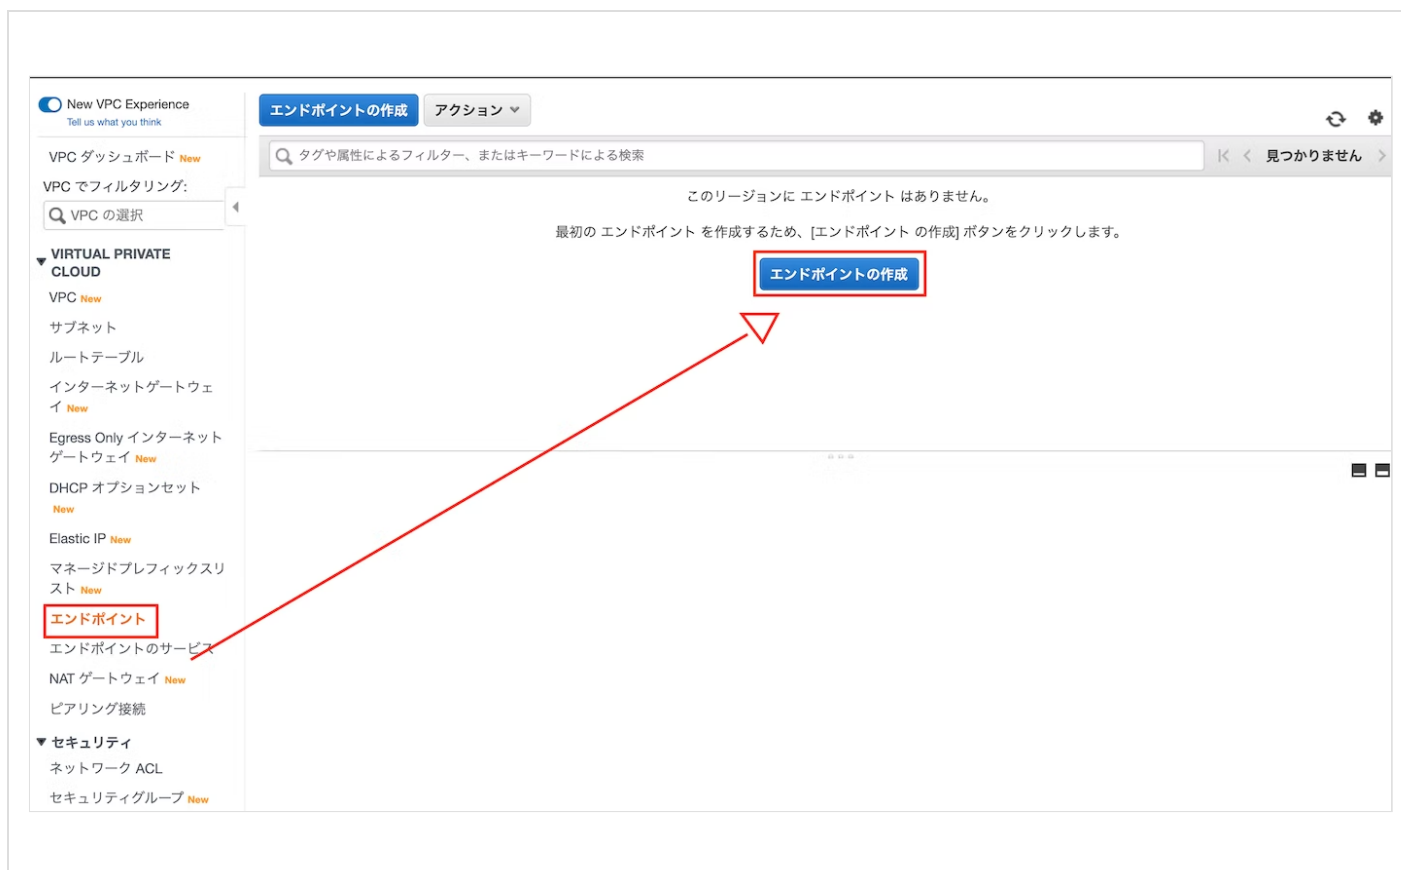 New VPC Experience
Tell us what you think
VPC ダッシュボード New
VPC でフィルタリング:
VPC の選択
VIRTUAL PRIVATE
CLOUD
VPC New
サブネット
ルートテーブル
インターネットゲートウェ
イ New
Egress Only インターネット
ゲートウェイ New
DHCP オプションセット
New
Elastic IP New
マネージドプレフィックスリ
スト New
エンドポイント
エンドポイントのサービス
NAT ゲートウェイ New
ピアリング接続
セキュリティ
ネットワーク ACL
セキュリティグループ New
エンドポイントの作成 アクション
タグや属性によるフィルター、またはキーワードによる検索 見つかりません
このリージョンに エンドポイント はありません。
最初の エンドポイント を作成するため、[エンドポイント の作成] ボタンをクリックします。
エンドポイントの作成